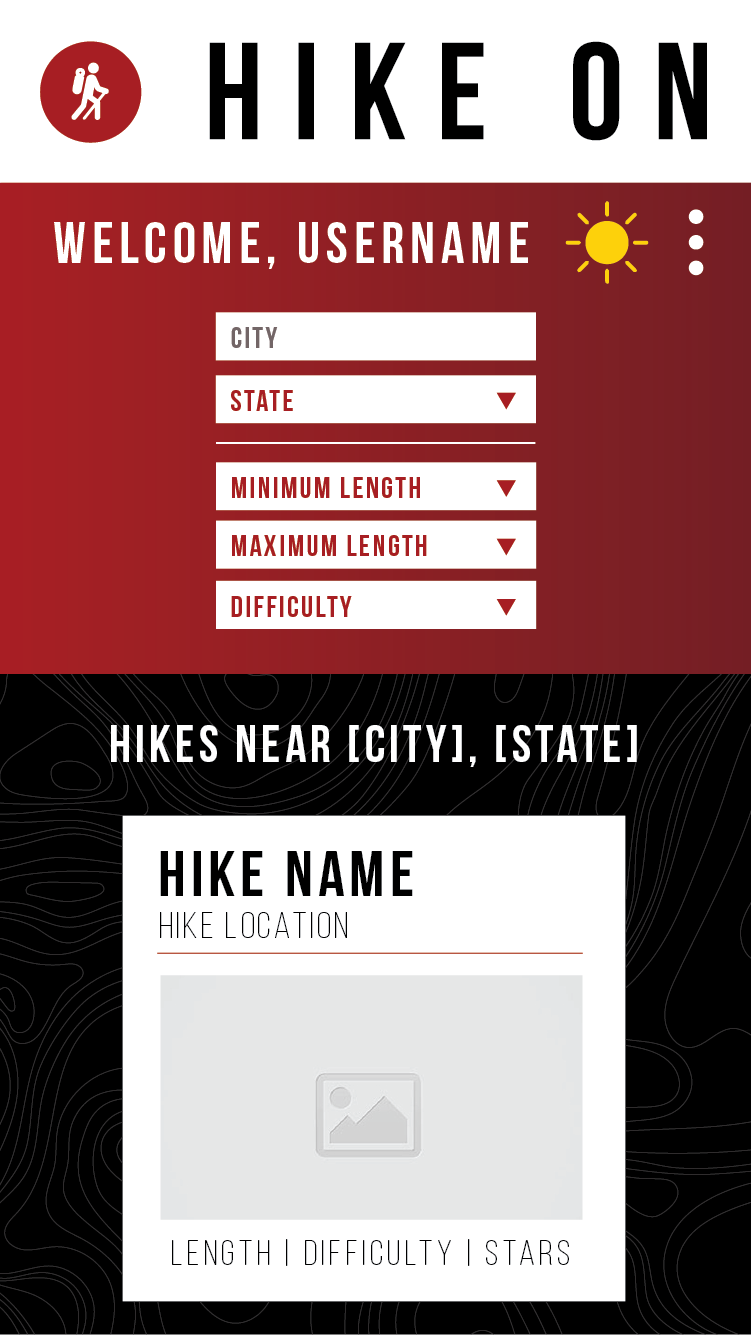 HIKE ON
WELCOME, USERNAME
CITY
STATE
MINIMUM LENGTH
MAXIMUM LENGTH
DIFFICULTY
HIKES NEAR [CITY], [STATE]
HIKE NAME
HIKE LOCATION
LENGTH | DIFFICULTY | STARS